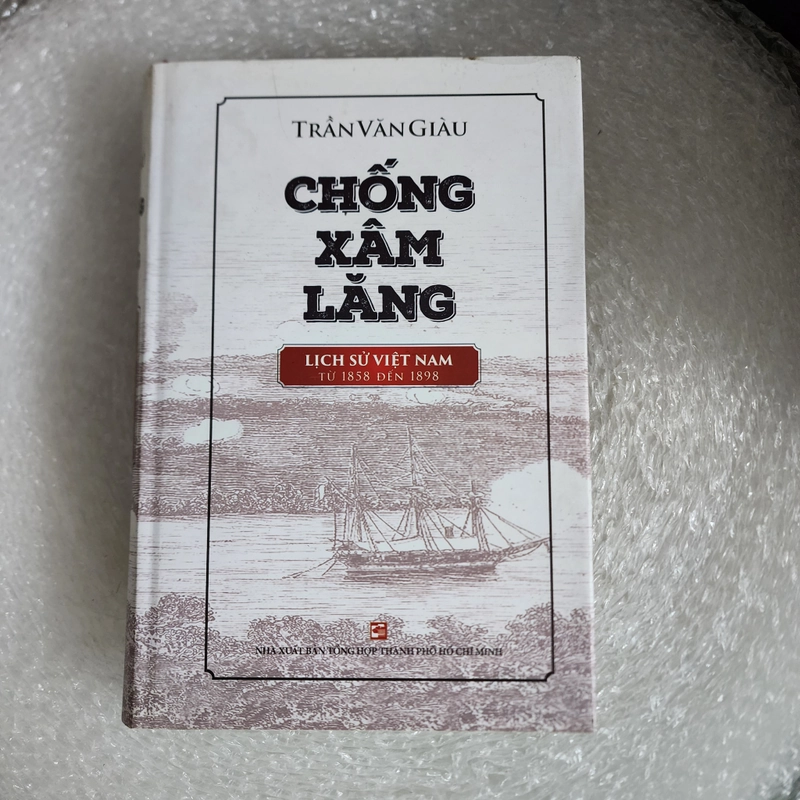 TRẦN VĂN GIÀU
CHỐNG
XÂM
LĂNG
LỊCH SỬ VIỆT NAM
TỪ 1858 ĐẾN 1898
NHÀ XUẤT BẢN TỔNG HỢP THÀNH PHỐ HỒ CHÍ MINH